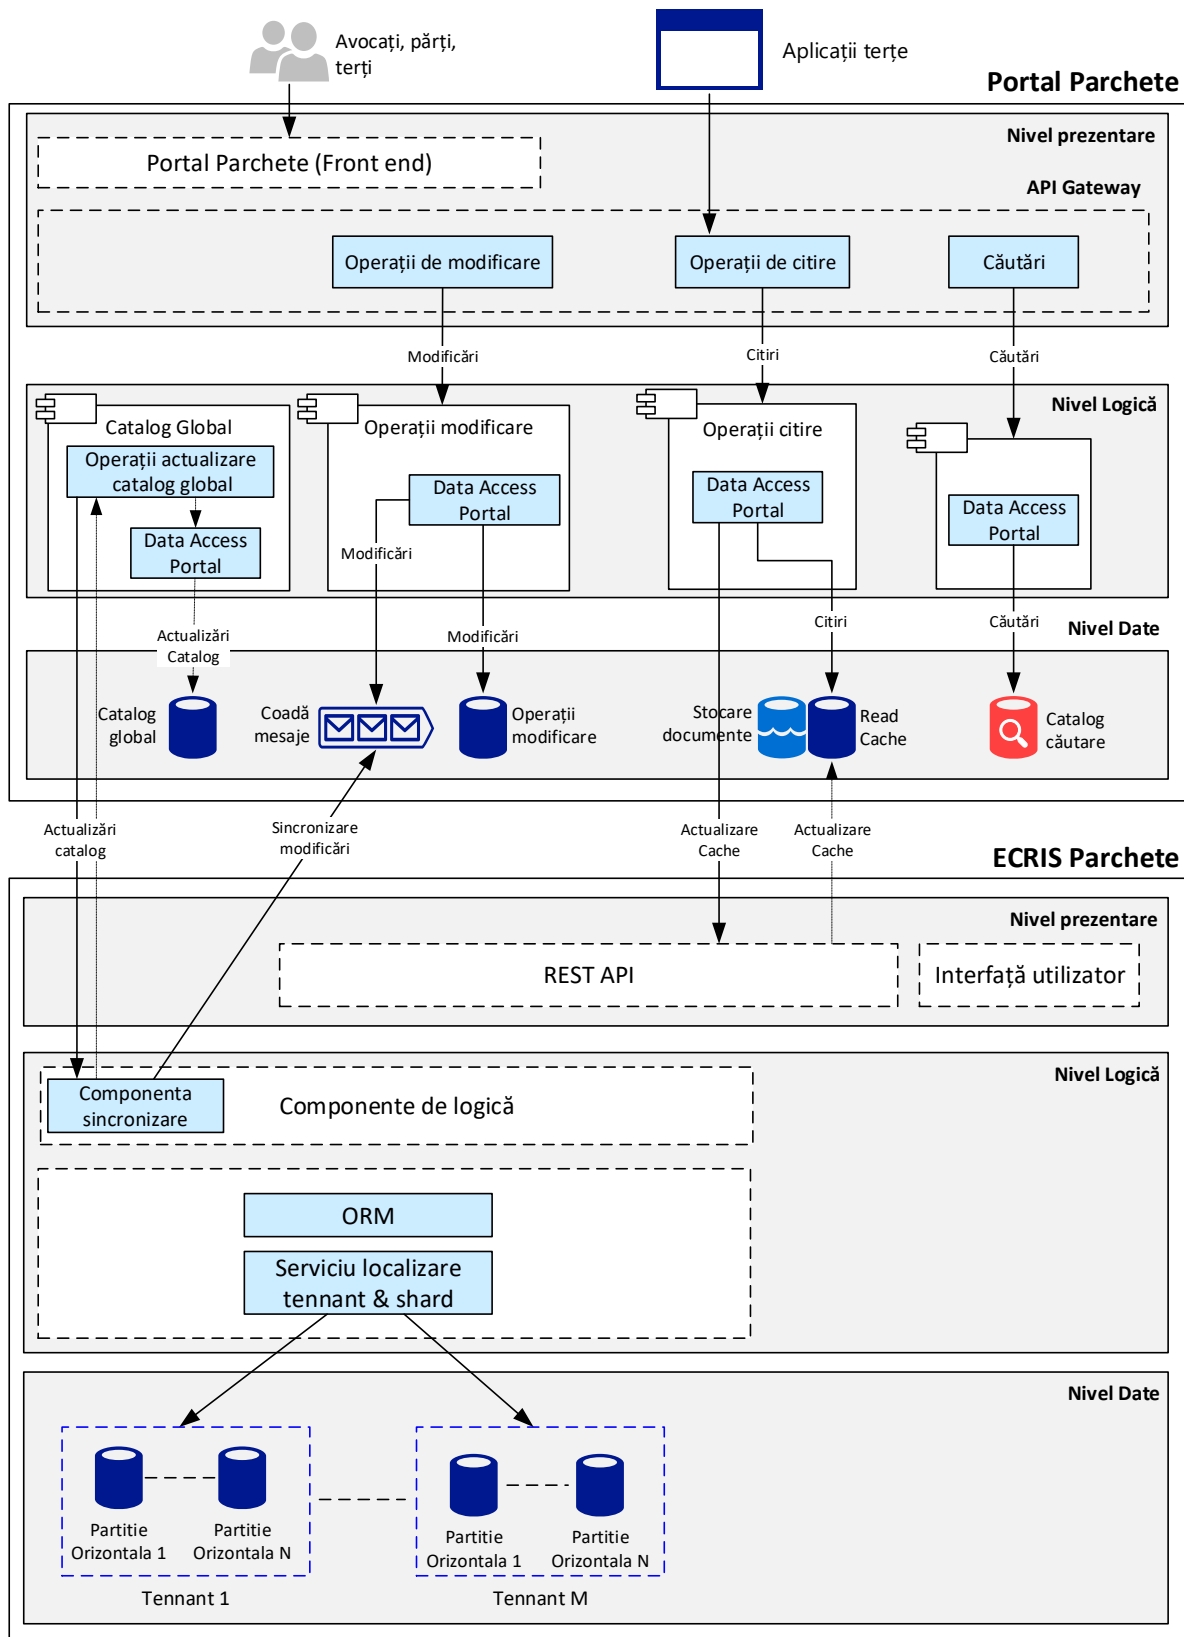 Avocați, părți,
terți
Aplicații terțe
Portal Parchete
Nivel prezentare
Portal Parchete (Front end)
API Gateway
Operații de modificare
Operații de citire
Căutări
Modificări
Citiri
Căutări
Nivel Logică
Catalog Global
Operații actualizare
catalog global
Data Access
Portal
Operații modificare
Data Access
Portal
Operații citire
Data Access
Portal
Data Access
Portal
Modificări
Actualizări
Catalog
Modificări
Citiri
Căutări
Nivel Date
Catalog
global
Coadă
mesaje
Operații
modificare
Stocare
documente
Read
Cache
Catalog
căutare
Actualizări
catalog
Sincronizare
modificări
Actualizare
Cache
Actualizare
Cache
ECRIS Parchete
Nivel prezentare
REST API
Interfață utilizator
Nivel Logică
Componenta
sincronizare
Componente de logică
ORM
Serviciu localizare
tennant & shard
Nivel Date
Partitie
Orizontala 1
Partitie
Orizontala N
Partitie
Orizontala 1
Partitie
Orizontala N
Tennant 1
Tennant M